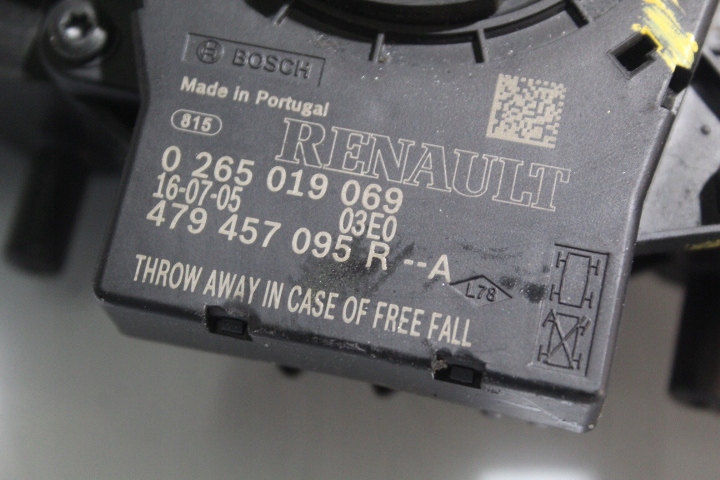 BOSCH
Made in Portugal
815
RENAULT
0 265 019 069
16-07-05 03E0
479 457 095 R --A
L78
THROW AWAY IN CASE OF FREE FALL
A